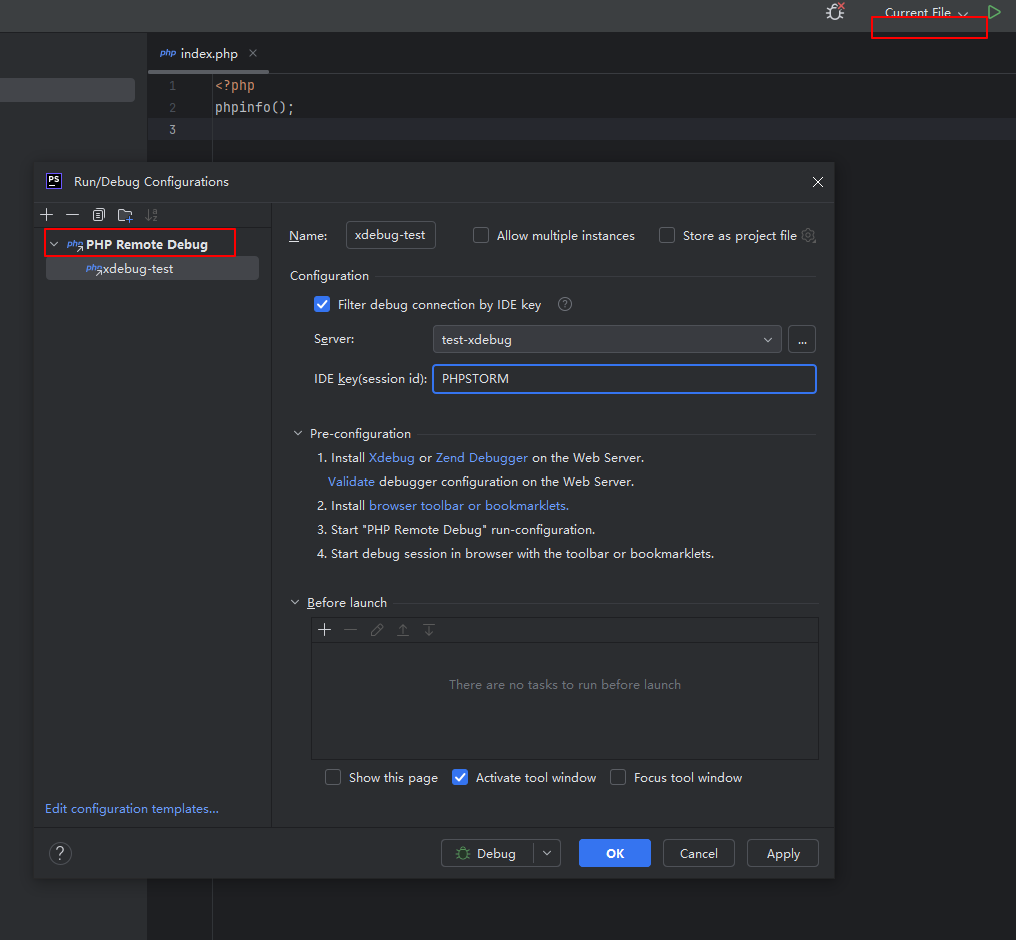 Current File
php index.php
1 <?php
2 phpinfo();
3
PS Run/Debug Configurations
php PHP Remote Debug
php xdebug-test
Name: xdebug-test Allow multiple instances Store as project file
Configuration
Filter debug connection by IDE key ?
Server: test-xdebug ...
IDE key(session id): PHPSTORM
Pre-configuration
1. Install Xdebug or Zend Debugger on the Web Server.
Validate debugger configuration on the Web Server.
2. Install browser toolbar or bookmarklets.
3. Start "PHP Remote Debug" run-configuration.
4. Start debug session in browser with the toolbar or bookmarklets.
Before launch
There are no tasks to run before launch
Show this page Activate tool window Focus tool window
Edit configuration templates...
? Debug OK Cancel Apply